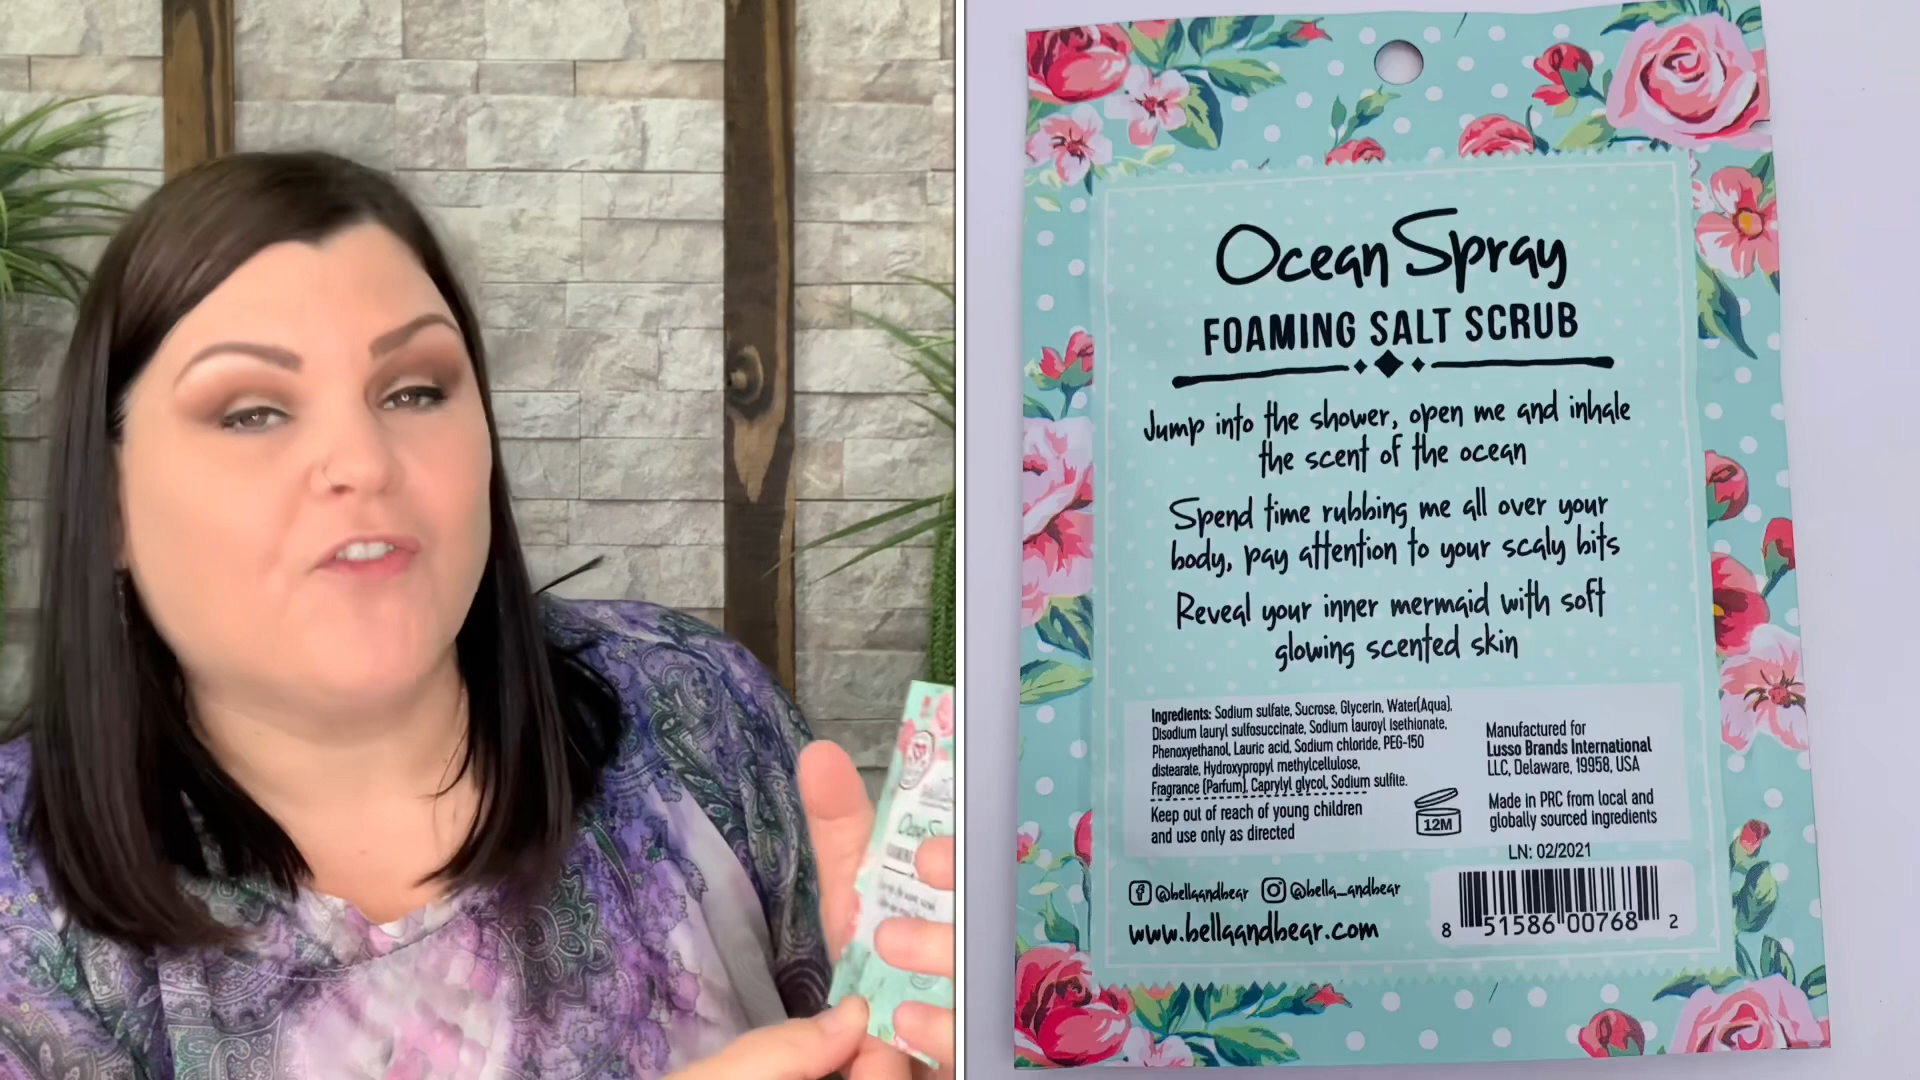 Ocean Spray
FOAMING SALT SCRUB
Jump into the shower, open me and inhale
the scent of the ocean
Spend time rubbing me all over your
body, pay attention to your scaly bits
Reveal your inner mermaid with soft
glowing scented skin
Ingredients: Sodium sulfate, Sucrose, Glycerin, Water(Aqua),
Disodium lauryl sulfosuccinate, Sodium lauroyl Isethionate,
Phenoxyethanol, Lauric acid, Sodium chloride, PEG-150
distearate, Hydroxypropyl methylcellulose,
Fragrance (Parfum), Caprylyl glycol, Sodium sulfite.
Keep out of reach of young children
and use only as directed
12M
Manufactured for
Lusso Brands International
LLC, Delaware, 19958, USA
Made in PRC from local and
globally sourced ingredients
LN: 02/2021
@bellaandbear @bella_andbear
www.bellaandbear.com
8 51586 00768 2